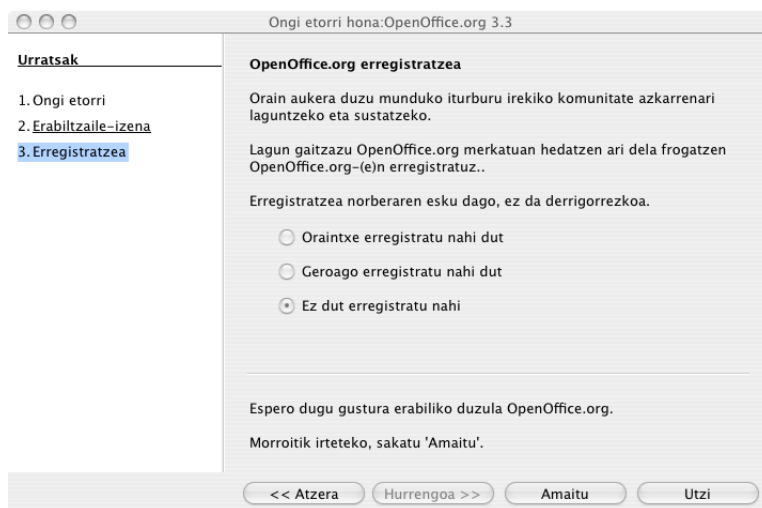 Ongi etorri hona:OpenOffice.org 3.3
Urratsak
1. Ongi etorri
2. Erabiltzaile-izena
3. Erregistratzea
OpenOffice.org erregistratzea
Orain aukera duzu munduko iturburu irekiko komunitate azkarrenari
laguntzeko eta sustatzeko.
Lagun gaitzazu OpenOffice.org merkatuan hedatzen ari dela frogatzen
OpenOffice.org-(e)n erregistratuz..
Erregistratzea norberaren esku dago, ez da derrigorrezkoa.
Oraintxe erregistratu nahi dut
Geroago erregistratu nahi dut
Ez dut erregistratu nahi
Espero dugu gustura erabiliko duzula OpenOffice.org.
Morroitik irteteko, sakatu 'Amaitu'.
<< Atzera Hurrengoa >> Amaitu Utzi